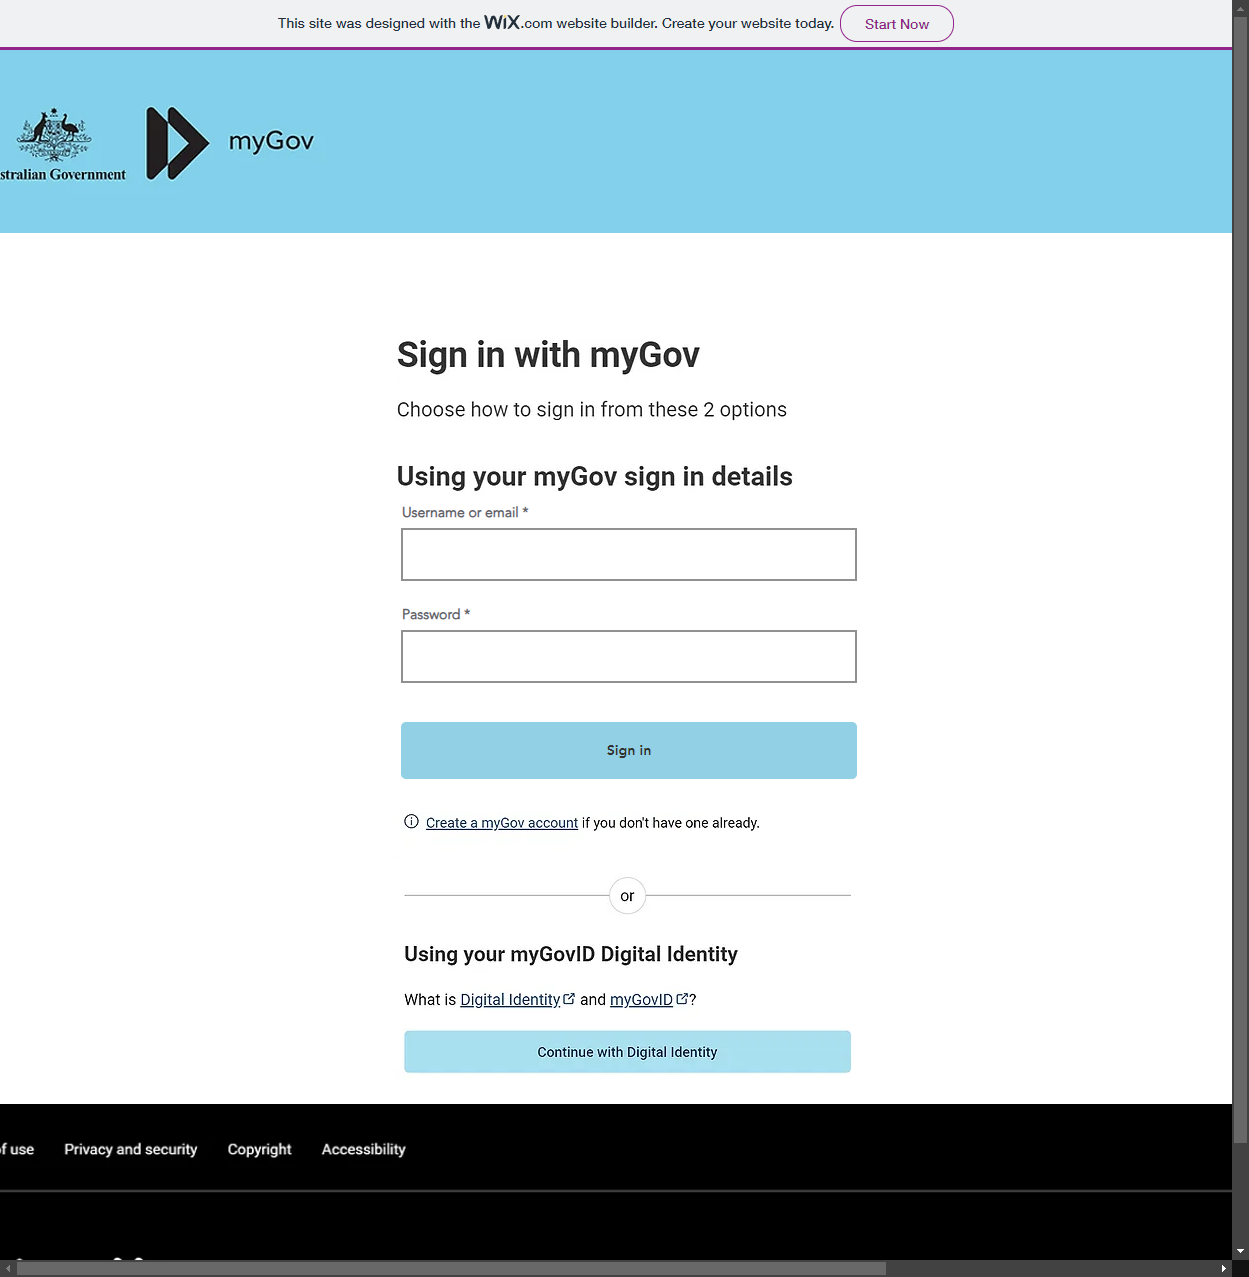 This site was designed with the WiX.com website builder. Create your website today. Start Now
stralian Government
myGov
Sign in with myGov
Choose how to sign in from these 2 options
Using your myGov sign in details
Username or email *
Password *
Sign in
Create a myGov account if you don't have one already.
or
Using your myGovID Digital Identity
What is Digital Identity and myGovID?
Continue with Digital Identity
of use Privacy and security Copyright Accessibility